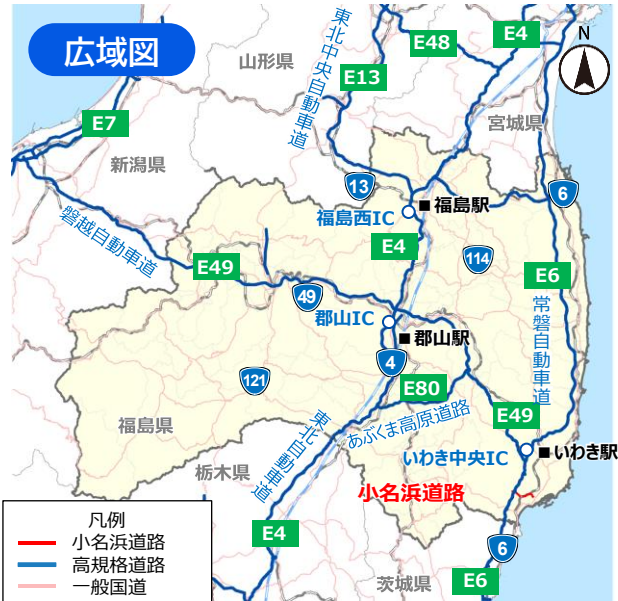 広域図
東北中央自動車道
E48
E4
N
山形県
E13
E7
宮城県
新潟県
13
6
福島西IC
■福島駅
磐越自動車道
E4
114
E49
E6
49
常磐自動車道
郡山IC
■郡山駅
4
121
E80
E49
福島県
東北自動車道
あぶくま高原道路
いわき中央IC
■いわき駅
栃木県
小名浜道路
凡例
小名浜道路
高規格道路
一般国道
E4
6
茨城県
E6